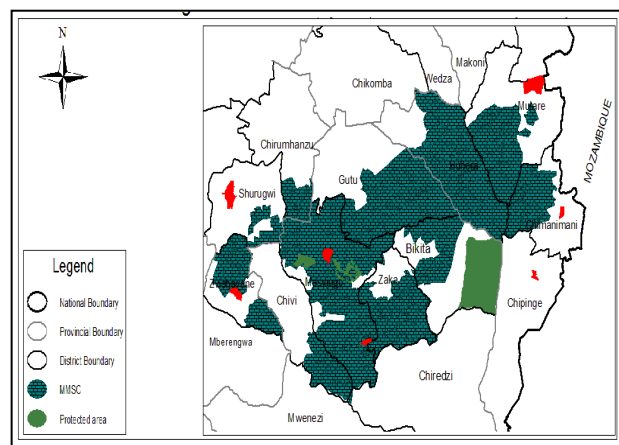 N
Makoni
Wedza
Chikomba
Mutare
MOZAMBIQUE
Chirumhanzu
Gutu
Shurugwi
Bikita
Zaka
Chivi
Chipinge
Mberengwa
Chiredzi
Mwenezi
Legend
National Boundary
Provincial Boundary
District Boundary
MMSC
Protected area